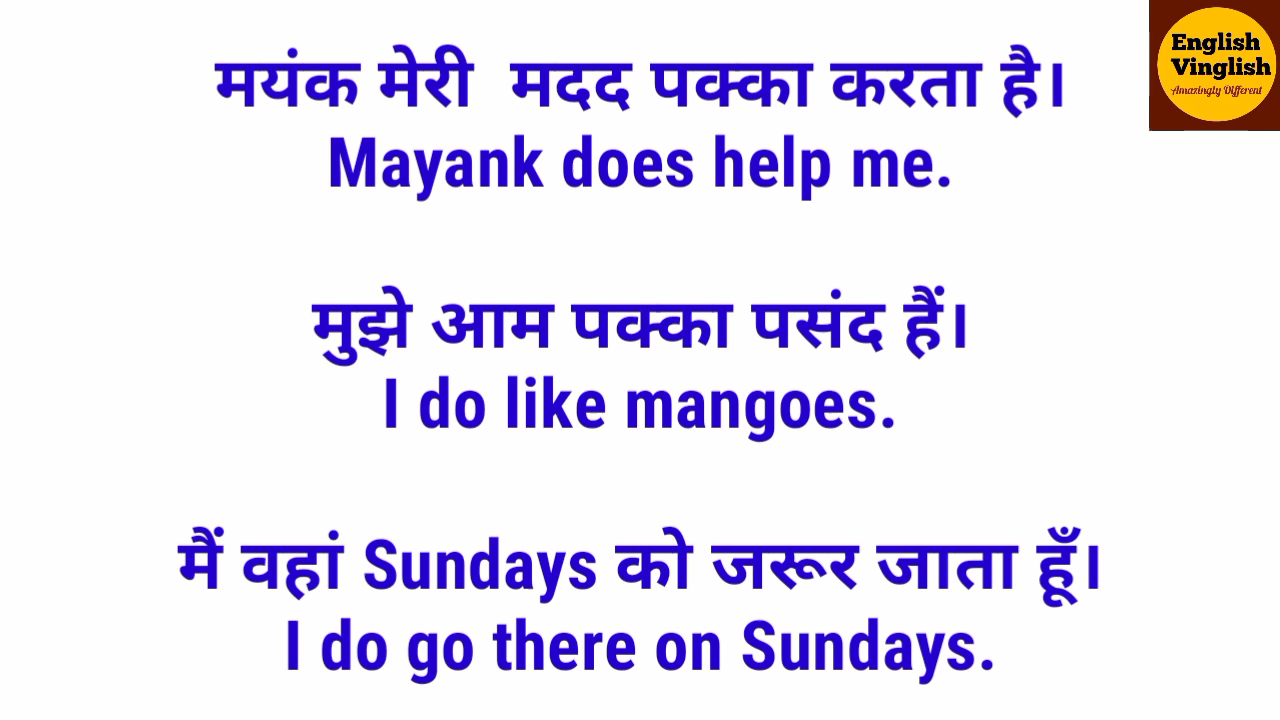 English
Vinglish
Amazingly Different
मयंक मेरी मदद पक्का करता है।
Mayank does help me.
मुझे आम पक्का पसंद हैं।
I do like mangoes.
मैं वहां Sundays को जरूर जाता हूँ।
I do go there on Sundays.